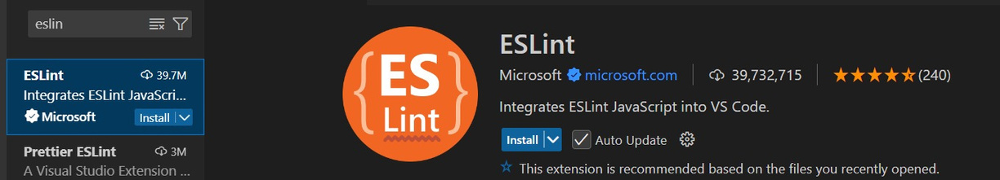 eslin
ESLint 39.7M
Integrates ESLint JavaScri...
Microsoft Install
Prettier ESLint 3M
A Visual Studio Extension ...
{ES
Lint}
ESLint
Microsoft microsoft.com 39,732,715 (240)
Integrates ESLint JavaScript into VS Code.
Install Auto Update
This extension is recommended based on the files you recently opened.